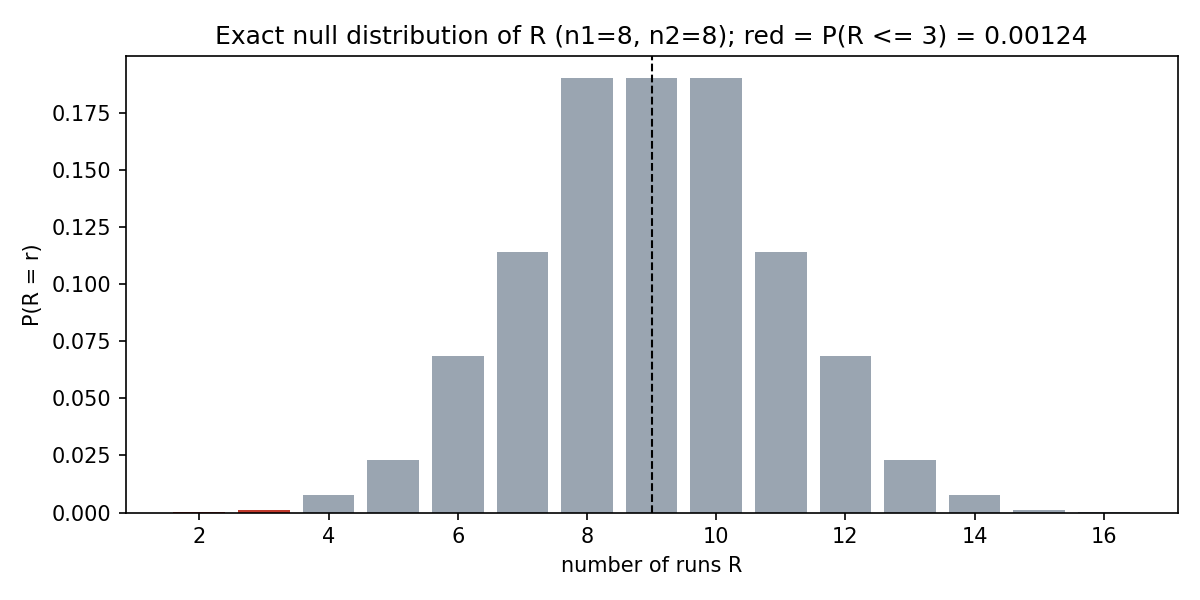 Exact null distribution of R (n1=8, n2=8); red = P(R <= 3) = 0.00124
P(R = r)
0.175
0.150
0.125
0.100
0.075
0.050
0.025
0.000
2 4 6 8 10 12 14 16
number of runs R